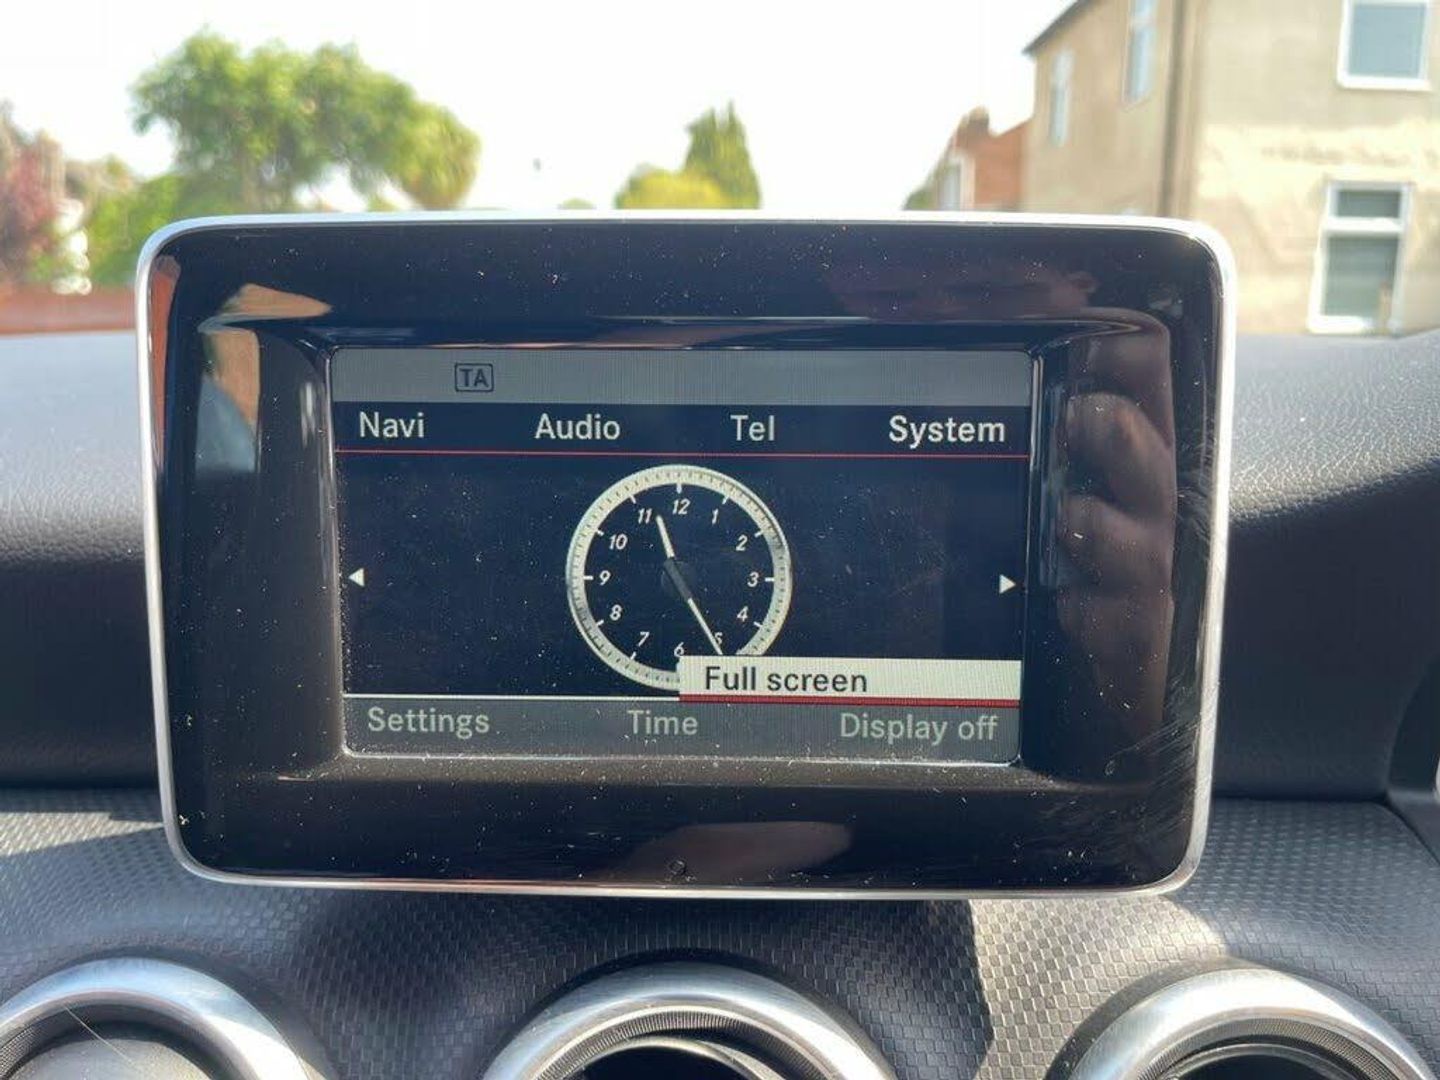 TA
Navi Audio Tel System
11 12 1
10 2
9 3
8 4
7 6 5
Full screen
Settings Time Display off